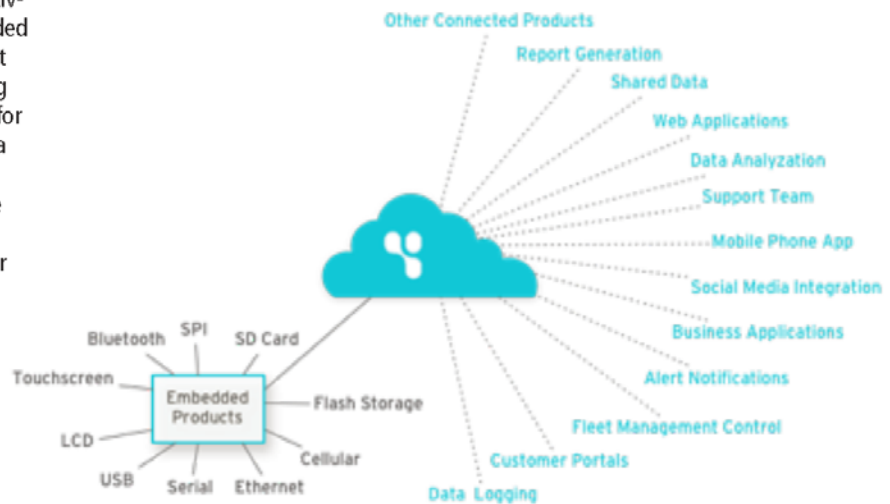 ded
t
g
for
a
r
Other Connected Products
Report Generation
Shared Data
Web Applications
Data Analyzation
Support Team
Mobile Phone App
Social Media Integration
Business Applications
Alert Notifications
Fleet Management Control
Customer Portals
Data Logging
Bluetooth
SPI
SD Card
Touchscreen
Embedded
Products
Flash Storage
LCD
Cellular
USB
Serial
Ethernet